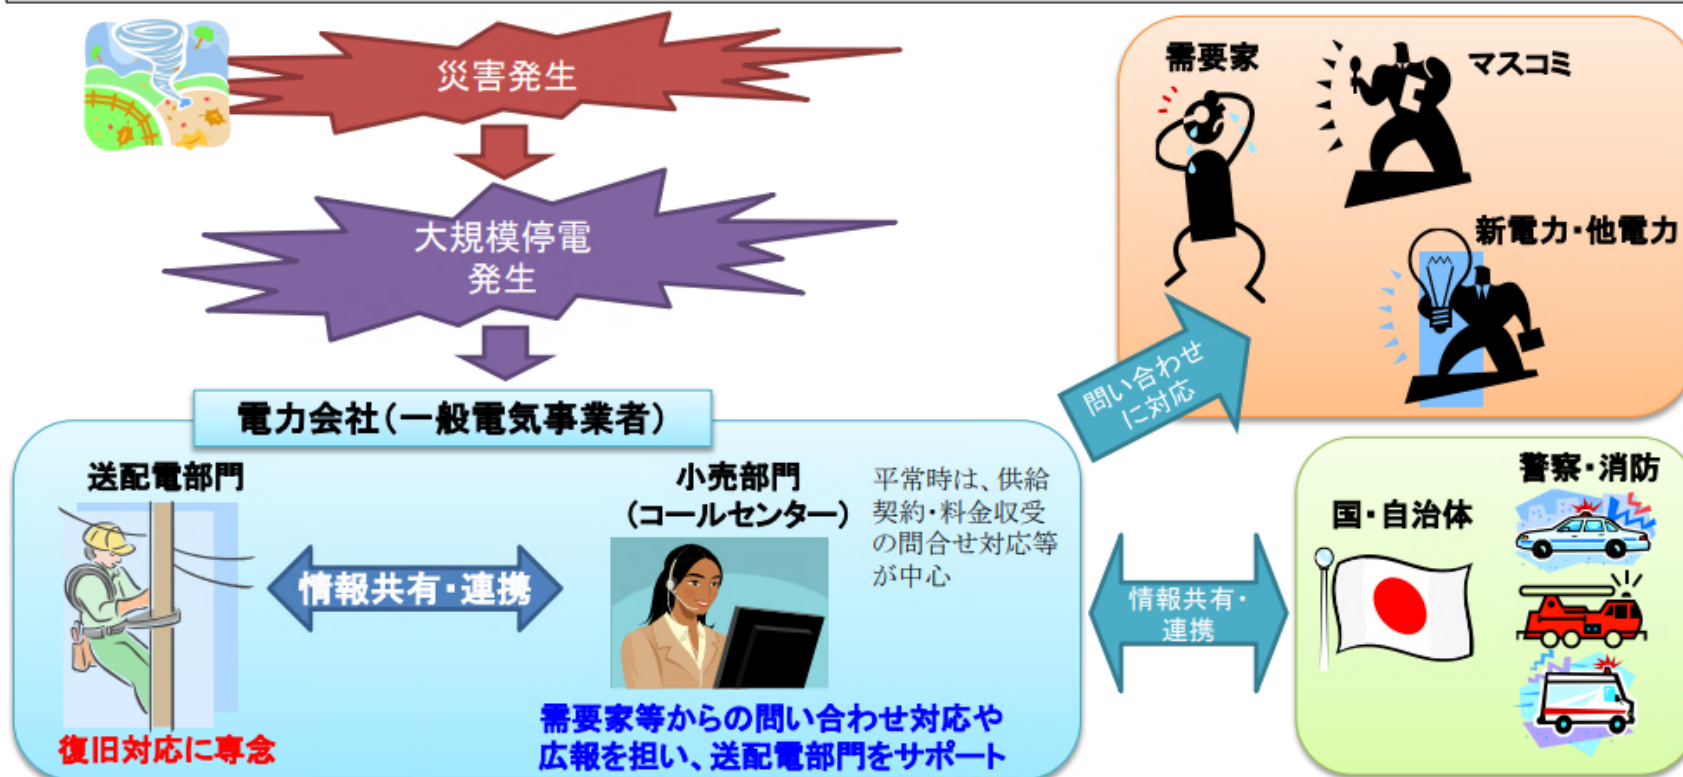 災害発生
大規模停電
発生
需要家
マスコミ
新電力・他電力
問い合わせ
に対応
電力会社（一般電気事業者）
送配電部門
情報共有・連携
復旧対応に専念
小売部門
（コールセンター）
平常時は、供給
契約・料金収受
の問合せ対応等
が中心
需要家等からの問い合わせ対応や
広報を担い、送配電部門をサポート
情報共有・
連携
国・自治体
警察・消防